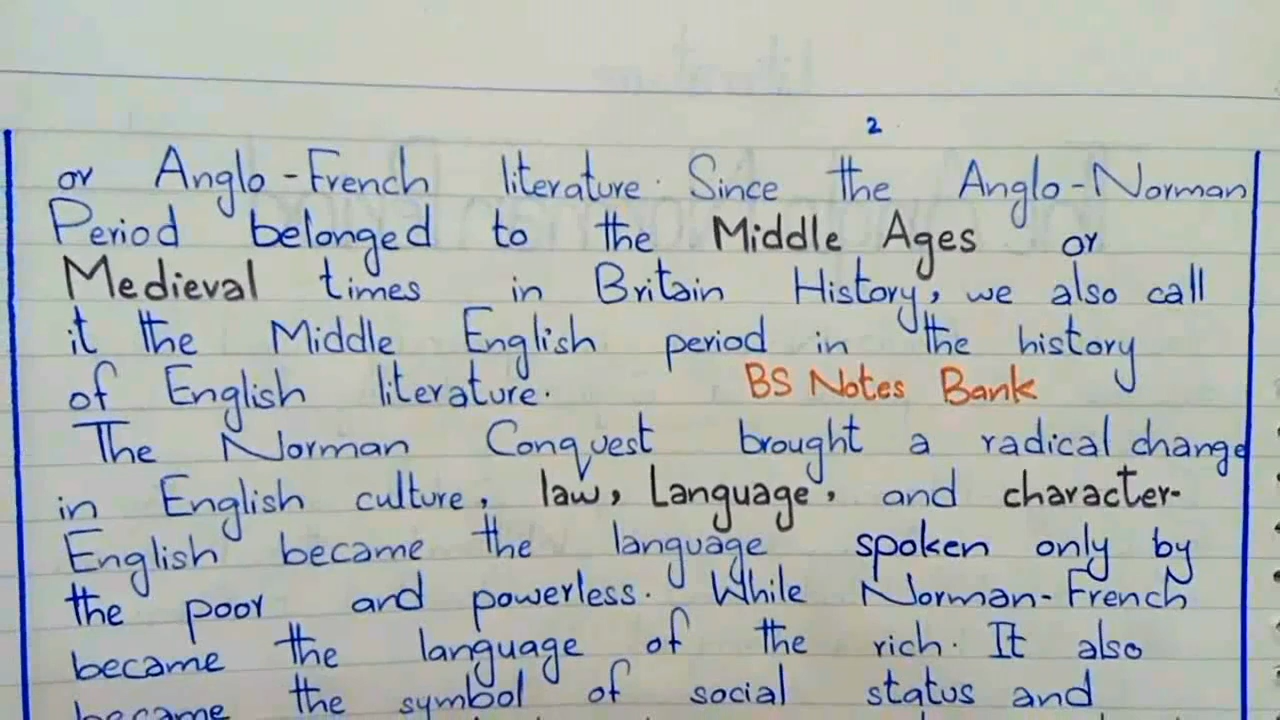 2
or Anglo-French literature. Since the Anglo-Norman
Period belonged to the Middle Ages or
Medieval times in Britain History, we also call
it the Middle English period in the history
of English literature. BS Notes Bank
The Norman Conquest brought a radical change
in English culture, law, Language, and character.
English became the language spoken only by
the poor and powerless. While Norman-French
became the language of the rich. It also
became the symbol of social status and